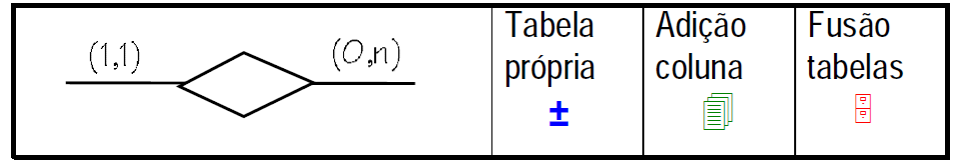 (1,1)
(0,n)
Tabela
própria
±
Adição
coluna
Fusão
tabelas